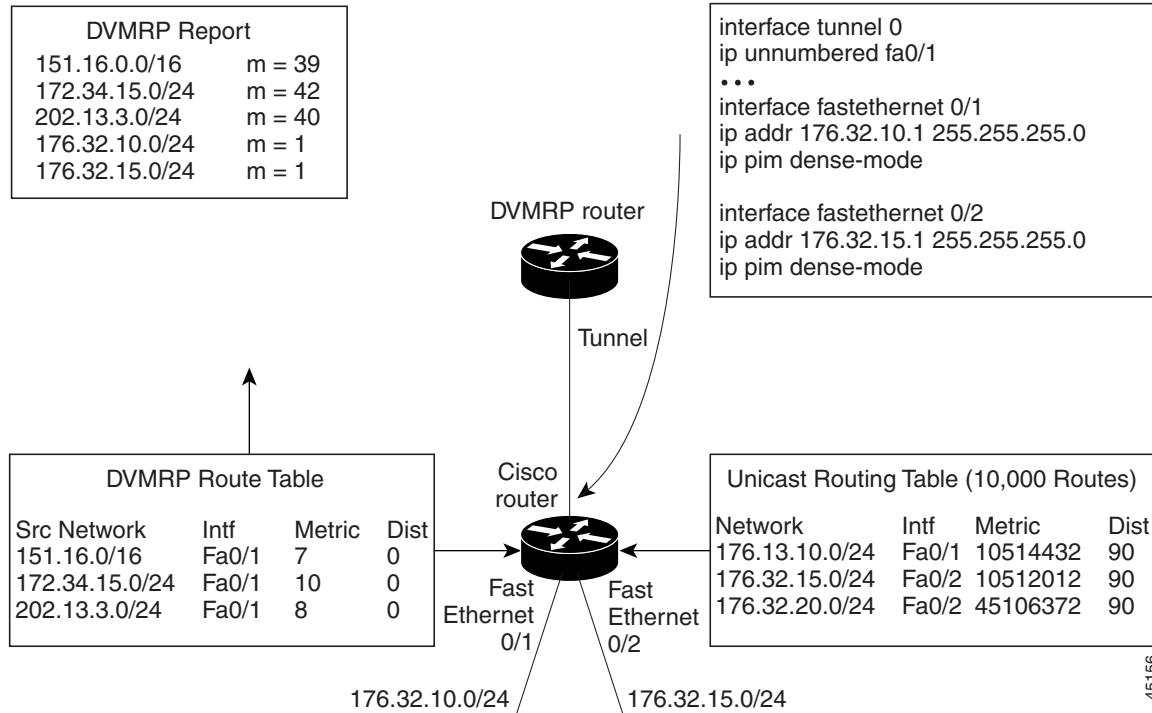 DVMRP Report
151.16.0.0/16 m = 39
172.34.15.0/24 m = 42
202.13.3.0/24 m = 40
176.32.10.0/24 m = 1
176.32.15.0/24 m = 1
interface tunnel 0
ip unnumbered fa0/1
• • •
interface fastethernet 0/1
ip addr 176.32.10.1 255.255.255.0
ip pim dense-mode
interface fastethernet 0/2
ip addr 176.32.15.1 255.255.255.0
ip pim dense-mode
DVMRP router
Tunnel
Cisco
router
DVMRP Route Table
Src Network Intf Metric Dist
151.16.0/16 Fa0/1 7 0
172.34.15.0/24 Fa0/1 10 0
202.13.3.0/24 Fa0/1 8 0
Unicast Routing Table (10,000 Routes)
Network Intf Metric Dist
176.13.10.0/24 Fa0/1 10514432 90
176.32.15.0/24 Fa0/2 10512012 90
176.32.20.0/24 Fa0/2 45106372 90
Fast
Ethernet
0/1
Fast
Ethernet
0/2
176.32.10.0/24
176.32.15.0/24
45156